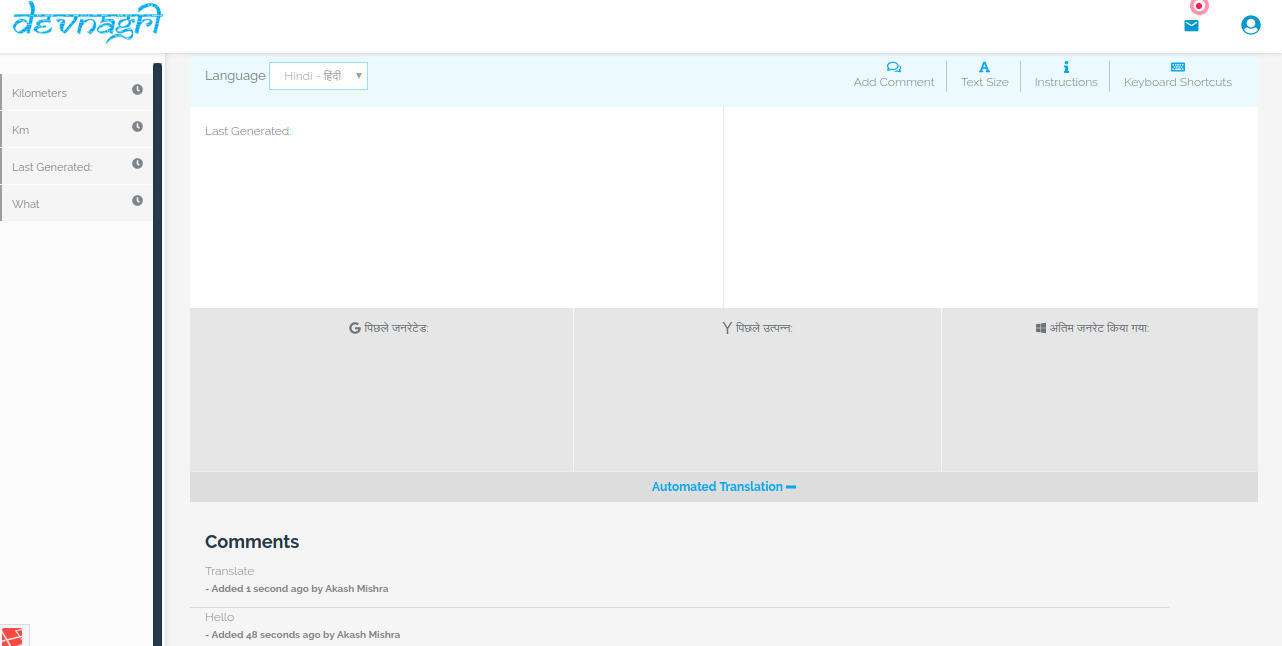 devnagri
Language Hindi - हिंदी
Add Comment
Text Size
Instructions
Keyboard Shortcuts
Kilometers
Km
Last Generated:
What
Last Generated:
पिछले जनरेटेड:
पिछले उत्पन्न:
अंतिम जनरेट किया गया:
Automated Translation
Comments
Translate
- Added 1 second ago by Akash Mishra
Hello
- Added 48 seconds ago by Akash Mishra